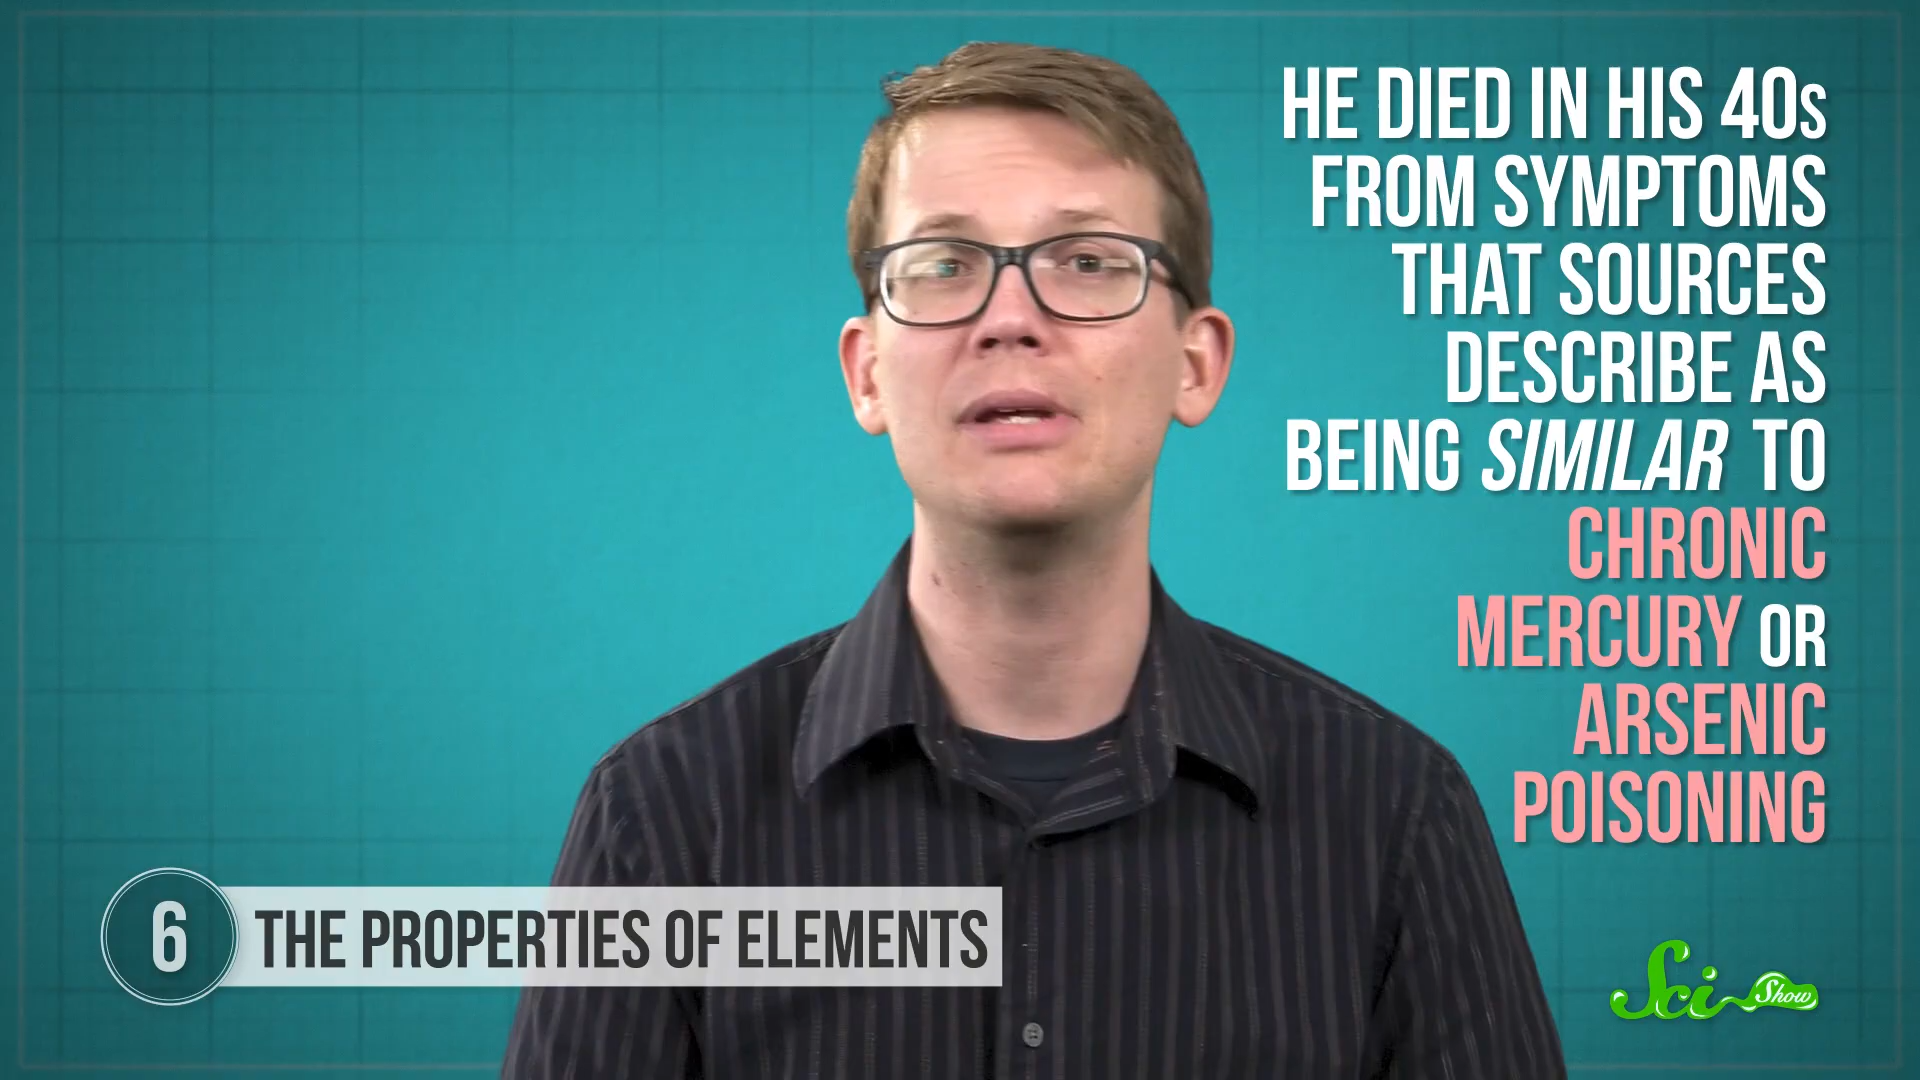 HE DIED IN HIS 40s
FROM SYMPTOMS
THAT SOURCES
DESCRIBE AS
BEING SIMILAR TO
CHRONIC
MERCURY OR
ARSENIC
POISONING
6 THE PROPERTIES OF ELEMENTS
Sci Show